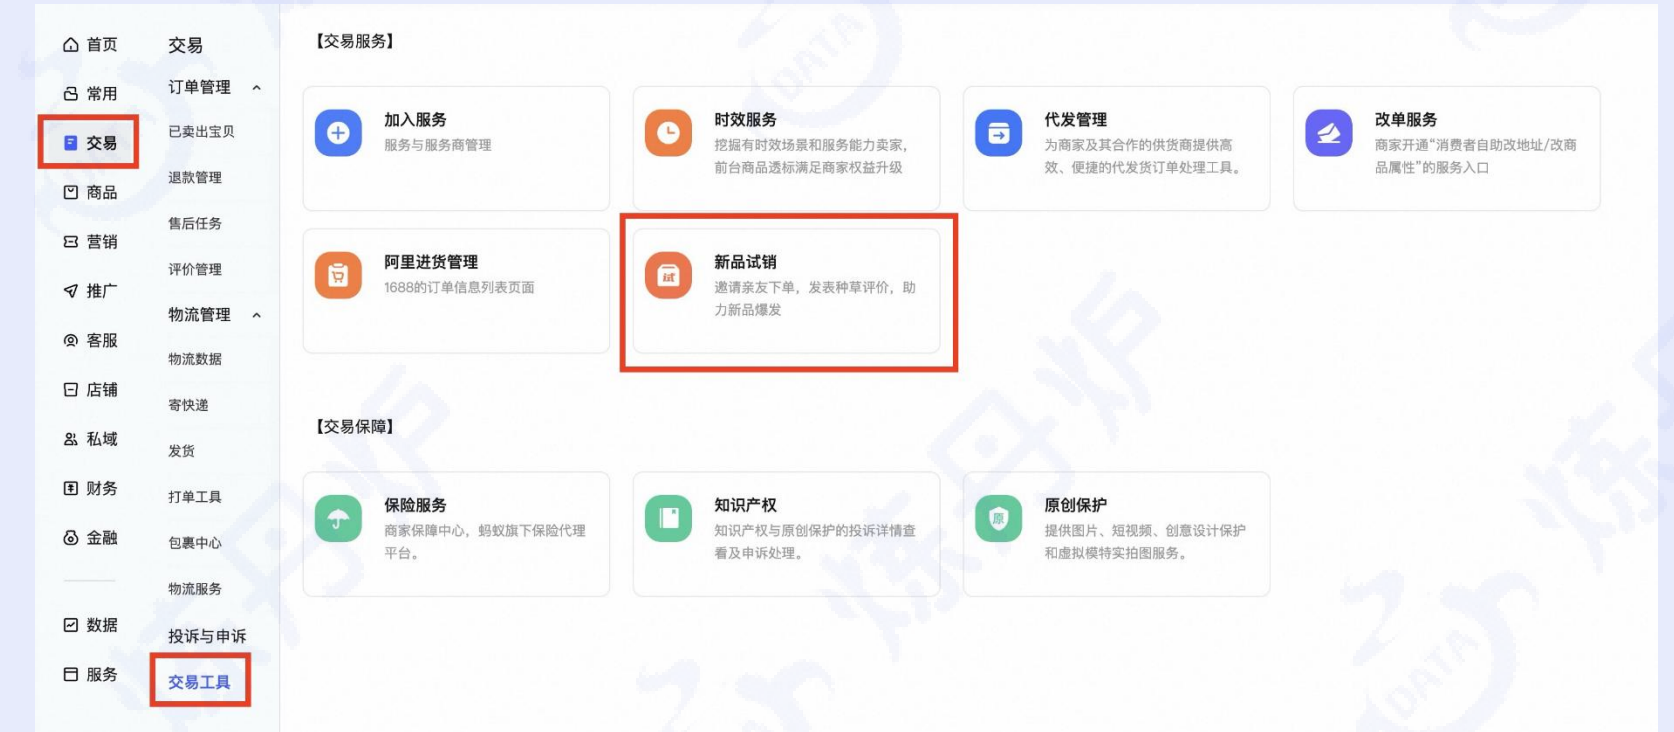 首页
常用
交易
商品
营销
推广
客服
店铺
私域
财务
金融
数据
服务
交易
订单管理
已卖出宝贝
退款管理
售后任务
评价管理
物流管理
物流数据
寄快递
发货
打单工具
包裹中心
物流服务
投诉与申诉
交易工具
【交易服务】
加入服务
服务与服务商管理
时效服务
挖掘有时效场景和服务能力卖家，
前台商品透标满足商家权益升级
代发管理
为商家及其合作的供货商提供高
效、便捷的代发货订单处理工具。
改单服务
商家开通“消费者自助改地址/改商
品属性”的服务入口
阿里进货管理
1688的订单信息列表页面
试
新品试销
邀请亲友下单，发表种草评价，助
力新品爆发
【交易保障】
保险服务
商家保障中心，蚂蚁旗下保险代理
平台。
知识产权
知识产权与原创保护的投诉详情查
看及申诉处理。
原
原创保护
提供图片、短视频、创意设计保护
和虚拟模特实拍图服务。
炼丹炉
DATA